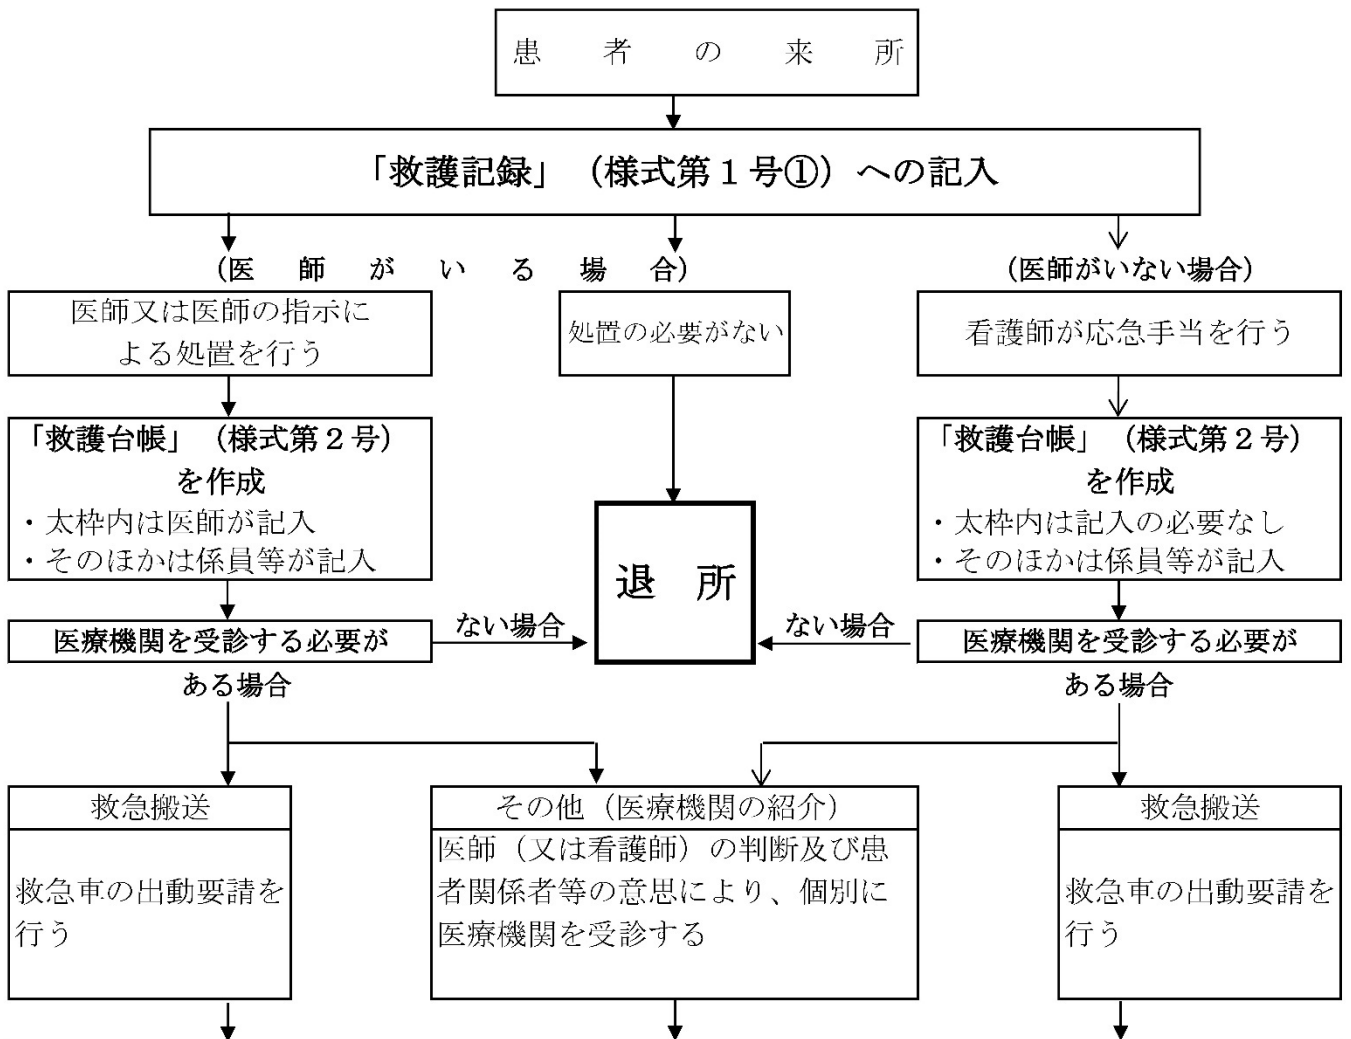 患者の来所
「救護記録」（様式第１号①）への記入
（医師がいる場合）
（医師がいない場合）
医師又は医師の指示に
よる処置を行う
処置の必要がない
看護師が応急手当を行う
「救護台帳」（様式第２号）
を作成
・太枠内は医師が記入
・そのほかは係員等が記入
「救護台帳」（様式第２号）
を作成
・太枠内は記入の必要なし
・そのほかは係員等が記入
退所
医療機関を受診する必要が
ない場合
ない場合
医療機関を受診する必要が
ある場合
ある場合
救急搬送
救急車の出動要請を
行う
その他（医療機関の紹介）
医師（又は看護師）の判断及び患
者関係者等の意思により、個別に
医療機関を受診する
救急搬送
救急車の出動要請を
行う